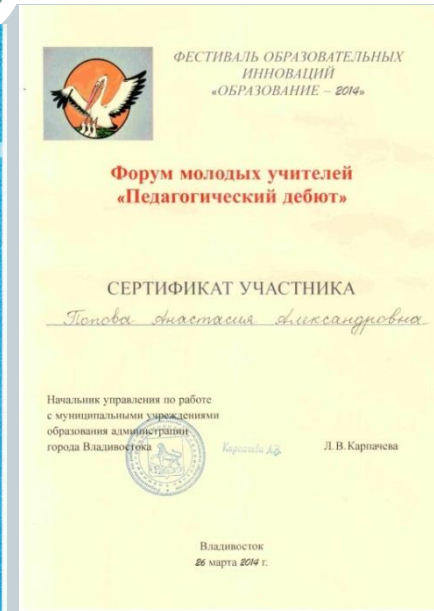 ФЕСТИВАЛЬ ОБРАЗОВАТЕЛЬНЫХ
ИННОВАЦИЙ
«ОБРАЗОВАНИЕ – 2014»
Форум молодых учителей
«Педагогический дебют»
СЕРТИФИКАТ УЧАСТНИКА
Попова Анастасия Александровна
Начальник управления по работе
с муниципальными учреждениями
образования администрации
города Владивостока
Карпачева Л.В.
Л.В.Карпачева
Владивосток
26 марта 2014 г.